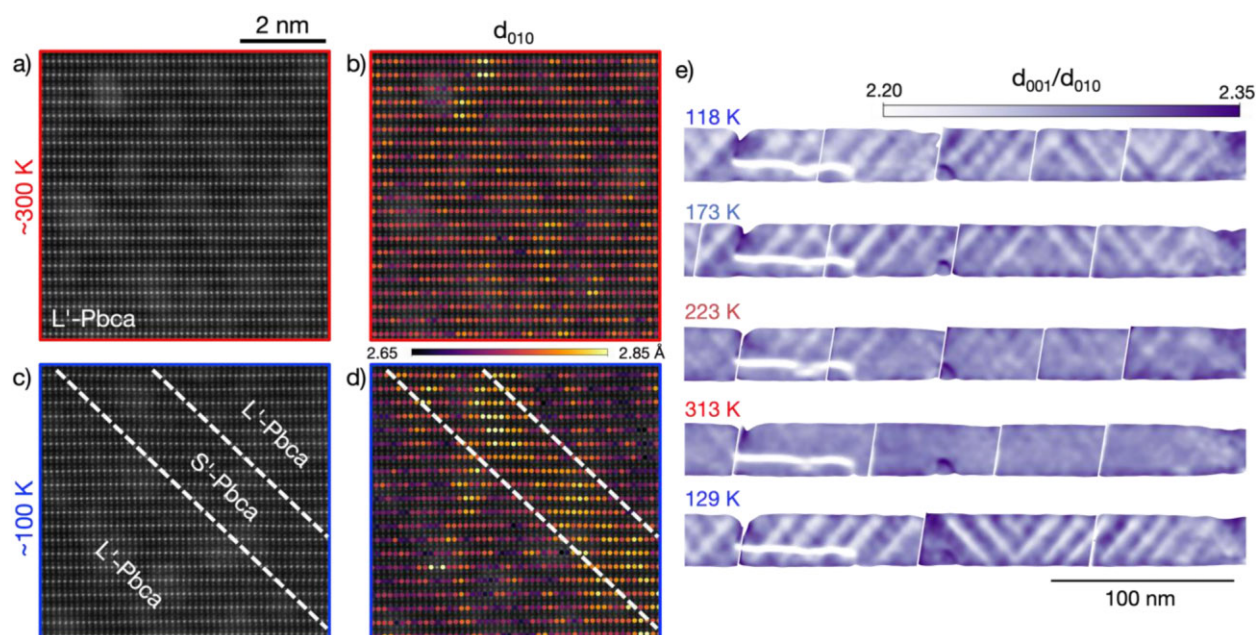 2 nm
a)
~300 K
L'-Pbca
b)
d₀₁₀
2.65
2.85 Å
c)
~100 K
L'-Pbca
S'-Pbca
L'-Pbca
d)
e)
d₀₀₁/d₀₁₀
2.20
2.35
118 K
173 K
223 K
313 K
129 K
100 nm